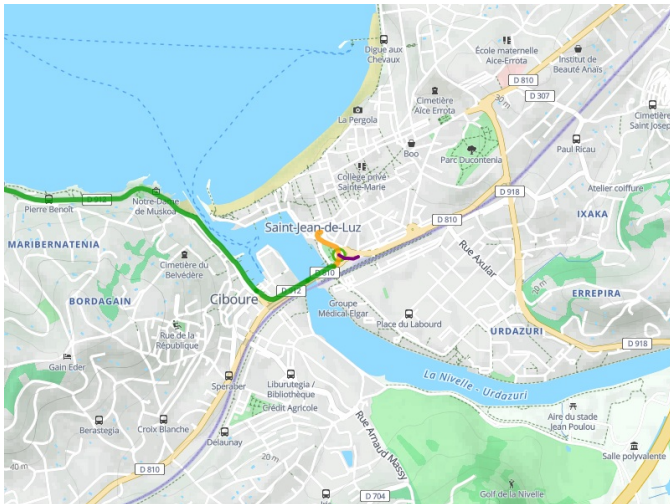 Digue aux
Chevaux
École maternelle
Aice-Errota
D 810
Institut de
Beauté Anaïs
D 307
30 m
Cimetière
Aice Errota
Cimetière
Saint Josep
La Pergola
D 810
Boo
Paul Ricau
Parc Ducontenia
Collège privé
Sainte-Marie
Atelier coiffure
D 918
D 912
Pierre Benoît
Notre-Dame
de Muskoa
IXAKA
D 810
Saint-Jean-de-Luz
Rue Axular
MARIBERNATENIA
Cimetière du
Belvédère
D 810
D 912
BORDAGAIN
Ciboure
Groupe
Médical Elgar
ERREPIRA
Place du Labourd
URDAZURI
Rue de la
République
D 918
Gain Eder
La Nivelle - Urdazuri
Speraber
Liburutegia /
Bibliothèque
Crédit Agricole
Aire du stade
Jean Poulou
Berastegia
Croix Blanche
Delaunay
Rue Arnaud Massy
Salle polyvalente
20 m
40 m
D 810
D 704
Golf de la Nivelle